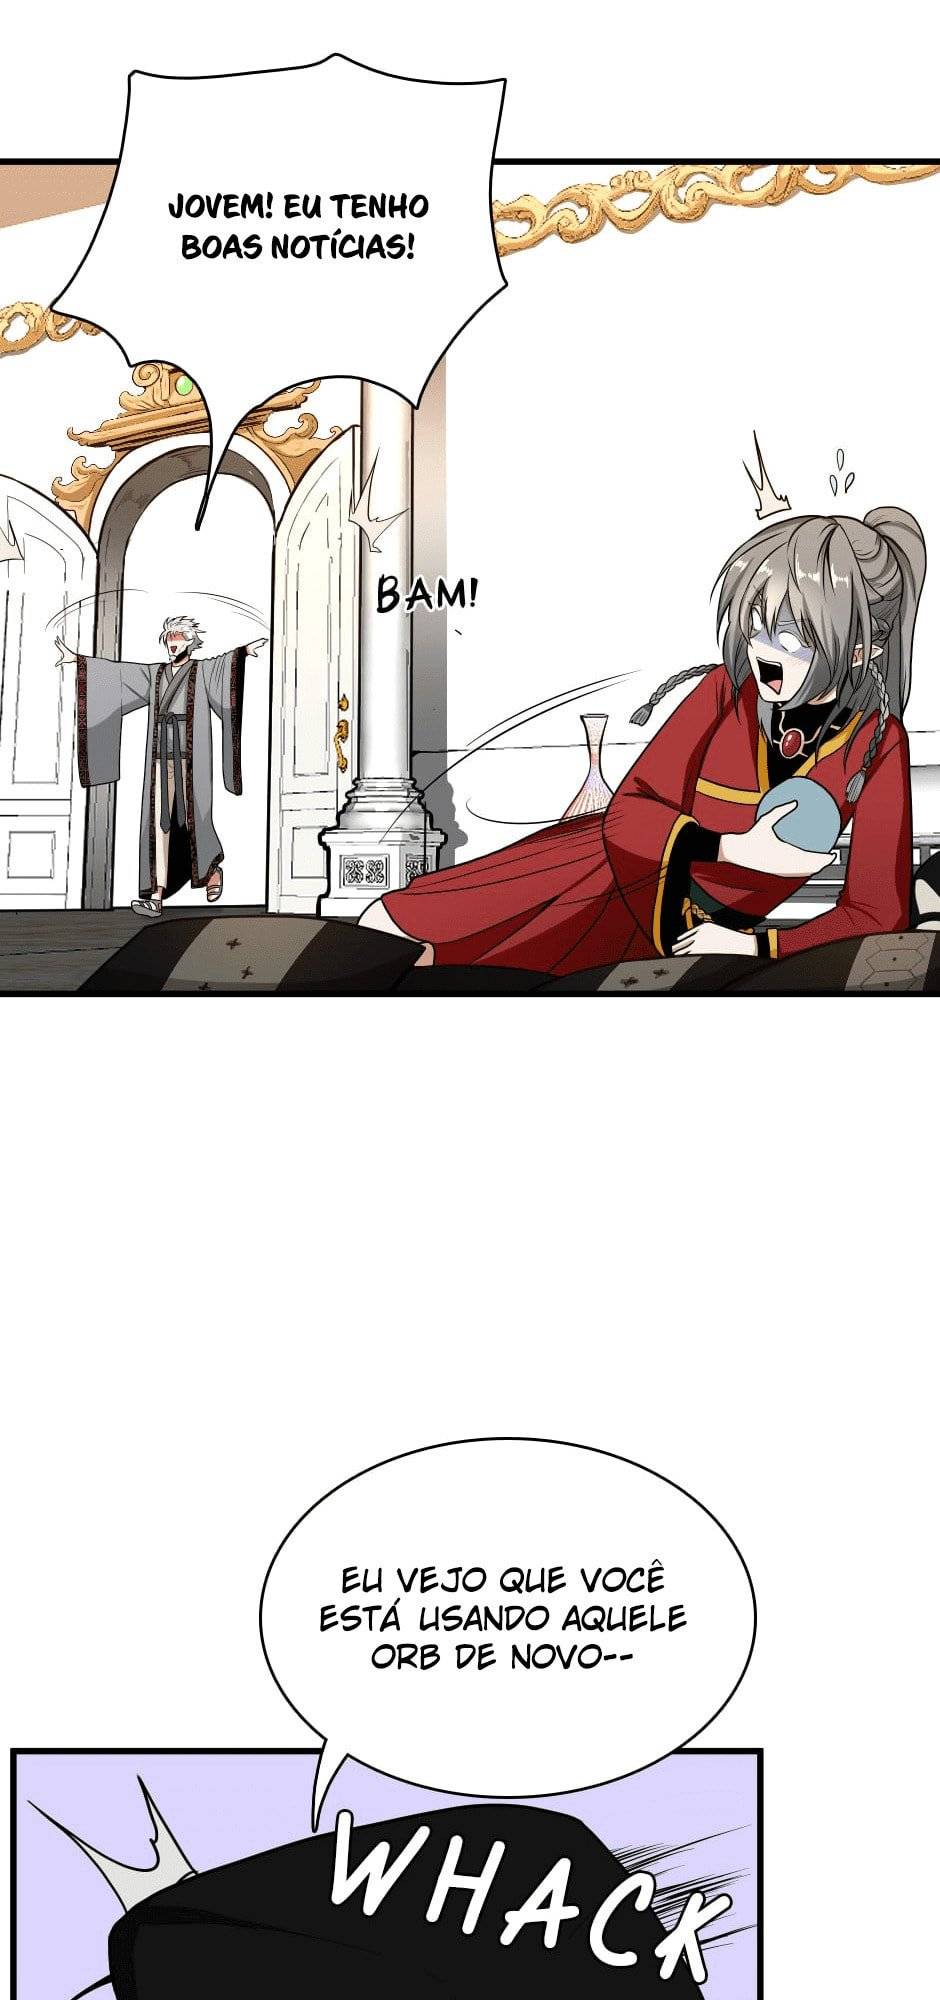 JOVEM! EU TENHO
BOAS NOTÍCIAS!
BAM!
EU VEJO QUE VOCÊ
ESTÁ USANDO AQUELE
ORB DE NOVO--
WHACK